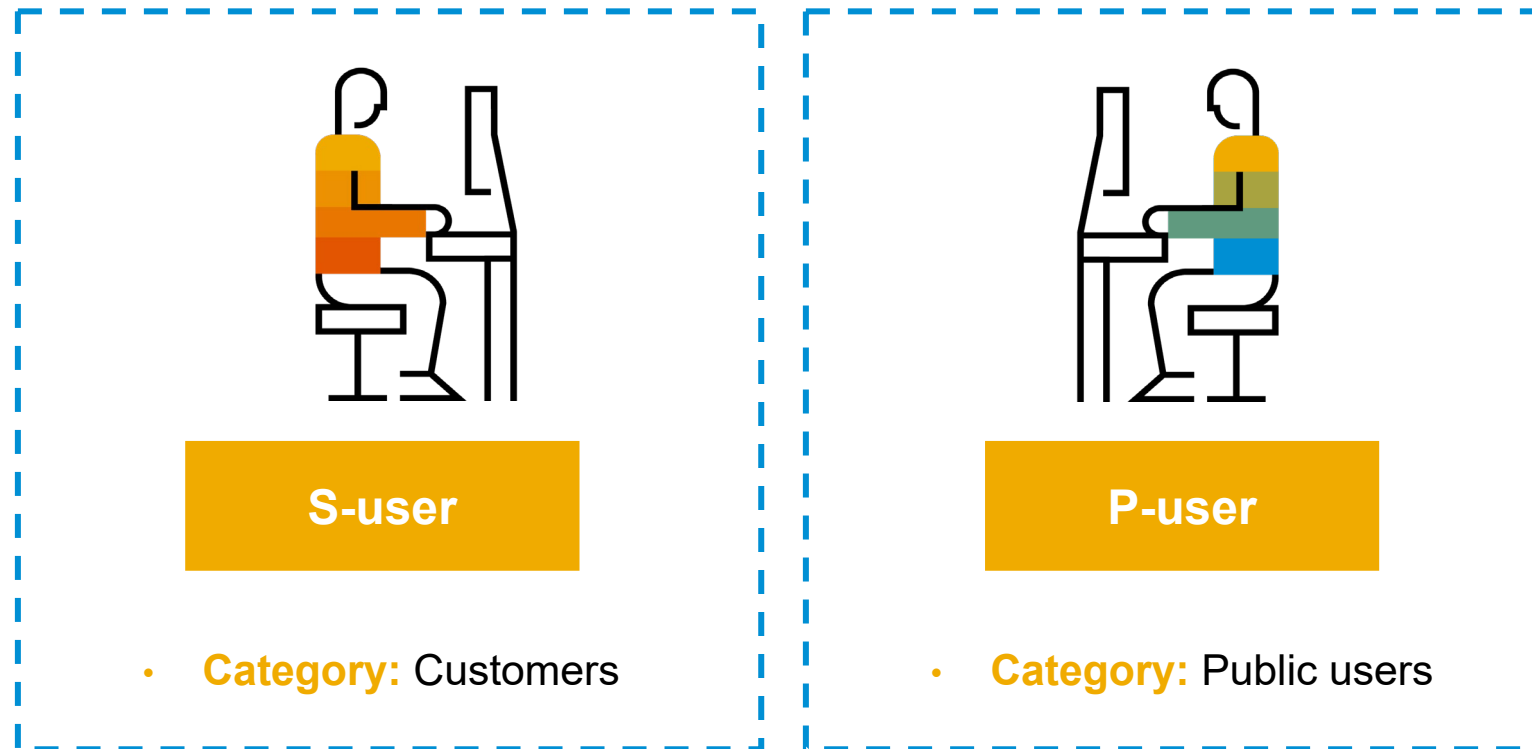 S-user
• Category: Customers
P-user
• Category: Public users